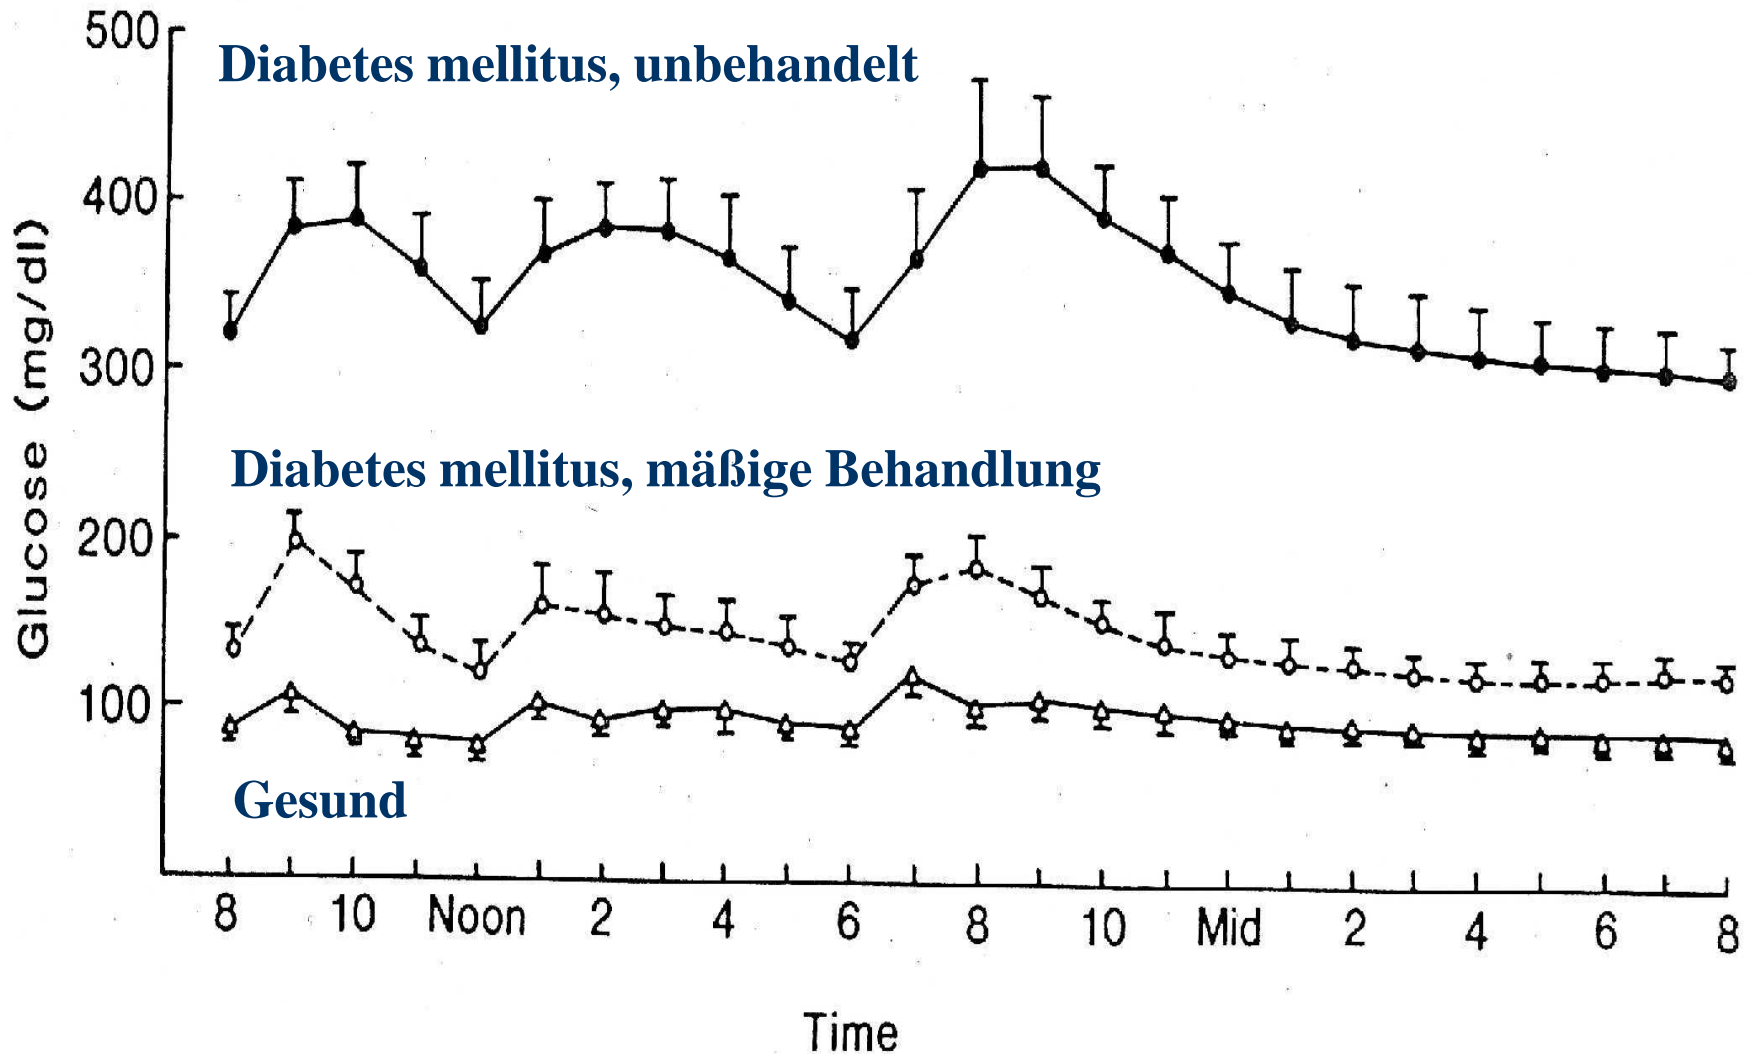 500
Diabetes mellitus, unbehandelt
400
300
Glucose (mg/dl)
Diabetes mellitus, mäßige Behandlung
200
100
Gesund
8 10 Noon 2 4 6 8 10 Mid 2 4 6 8
Time